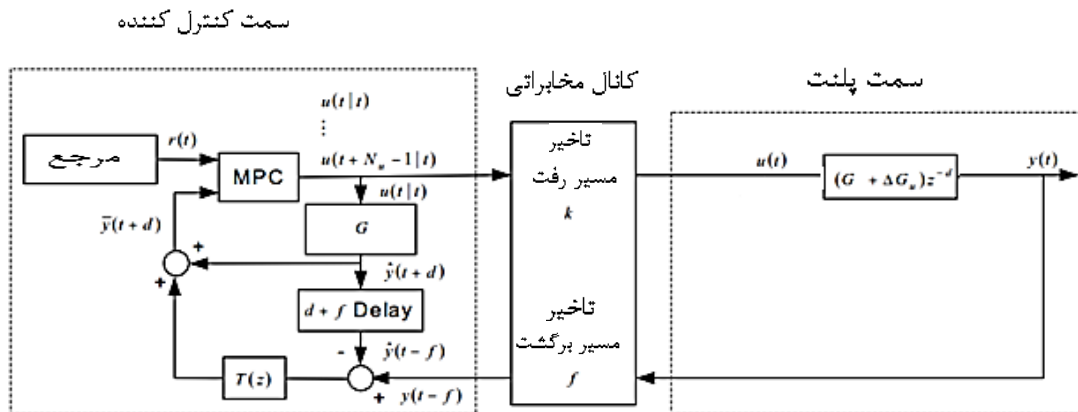 سمت کنترل کننده
کانال مخابراتی
سمت پلنت
مرجع
r(t)
MPC
u(t|t)
⋮
u(t + N_u - 1|t)
u(t|t)
G
ȳ(t + d)
+
+
ŷ(t + d)
d + f Delay
-
ŷ(t - f)
T(z)
+
y(t - f)
تاخیر
مسیر رفت
k
تاخیر
مسیر برگشت
f
u(t)
(G + ΔG_u)z^{-d}
y(t)